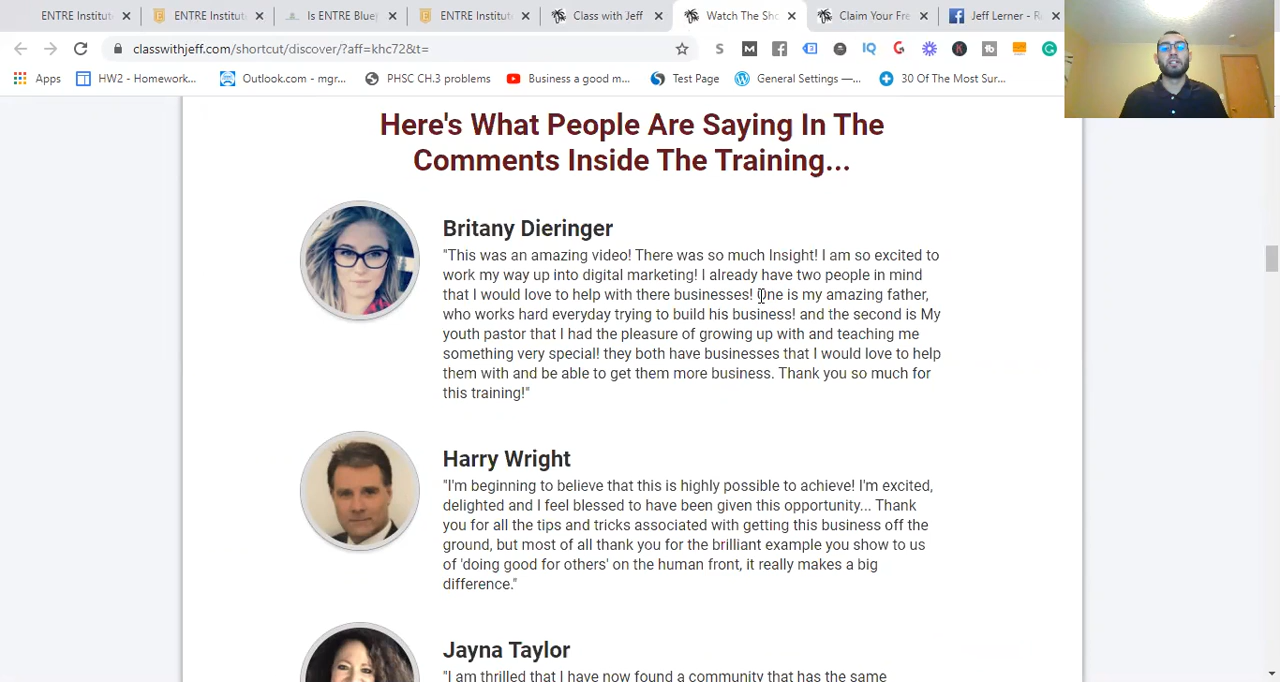 ENTRE Institut
ENTRE Institut
Is ENTRE Blue
ENTRE Institut
Class with Jeff
Watch The Sho
Claim Your Fre
Jeff Lerner - R
classwithjeff.com/shortcut/discover/?aff=khc72&t=
Apps
HW2 - Homework...
Outlook.com - mgr...
PHSC CH.3 problems
Business a good m...
Test Page
General Settings —...
30 Of The Most Sur...
Here's What People Are Saying In The
Comments Inside The Training...
Britany Dieringer
"This was an amazing video! There was so much Insight! I am so excited to
work my way up into digital marketing! I already have two people in mind
that I would love to help with there businesses! One is my amazing father,
who works hard everyday trying to build his business! and the second is My
youth pastor that I had the pleasure of growing up with and teaching me
something very special! they both have businesses that I would love to help
them with and be able to get them more business. Thank you so much for
this training!"
Harry Wright
"I'm beginning to believe that this is highly possible to achieve! I'm excited,
delighted and I feel blessed to have been given this opportunity... Thank
you for all the tips and tricks associated with getting this business off the
ground, but most of all thank you for the brilliant example you show to us
of 'doing good for others' on the human front, it really makes a big
difference."
Jayna Taylor
"I am thrilled that I have now found a community that has the same